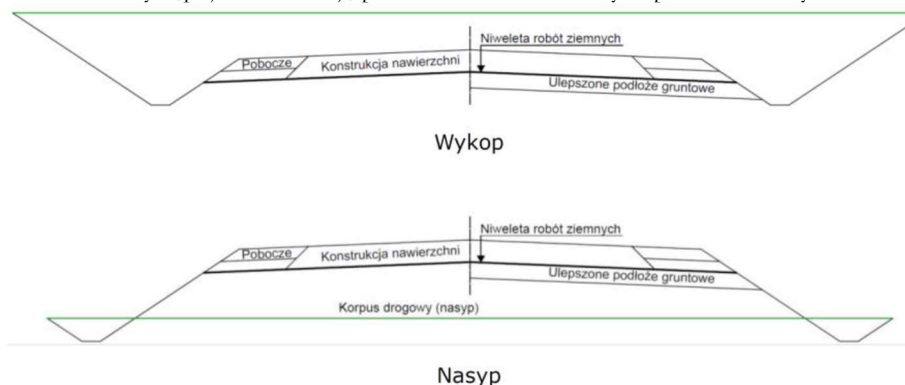 Niweleta robót ziemnych
Pobocze
Konstrukcja nawierzchni
Ulepszone podłoże gruntowe
Wykop
Niweleta robót ziemnych
Pobocze
Konstrukcja nawierzchni
Ulepszone podłoże gruntowe
Korpus drogowy (nasyp)
Nasyp